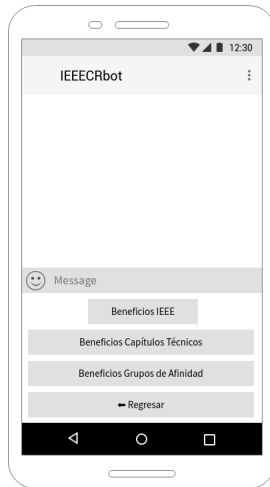 12:30
IEEECRbot
Message
Beneficios IEEE
Beneficios Capítulos Técnicos
Beneficios Grupos de Afinidad
⬅ Regresar